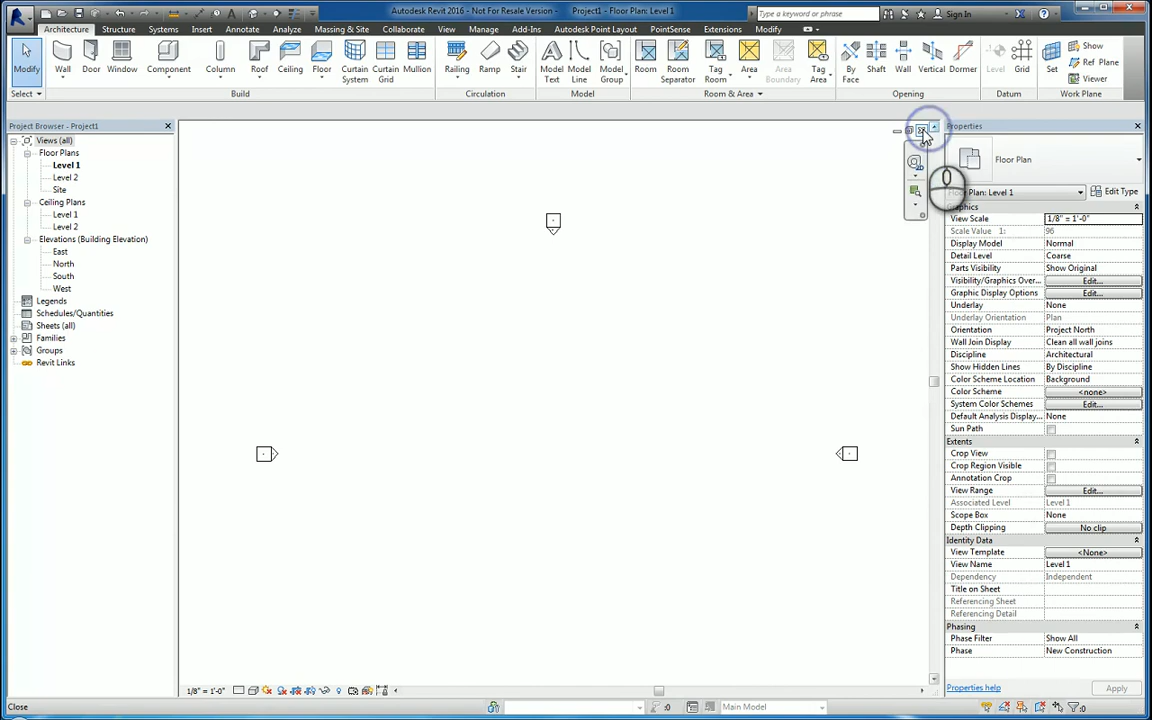 Autodesk Revit 2016 - Not For Resale Version - Project1 - Floor Plan: Level 1
Type a keyword or phrase
Sign In
Architecture Structure Systems Insert Annotate Analyze Massing & Site Collaborate View Manage Add-Ins Autodesk Point Layout PointSense Extensions Modify
Modify Wall Door Window Component Column Roof Ceiling Floor Curtain System Curtain Grid Mullion Railing Ramp Stair Model Text Model Line Model Group Room Room Separator Tag Room Area Area Boundary Tag Area By Face Shaft Wall Vertical Dormer Level Grid Set Show Ref Plane Viewer
Select Build Circulation Model Room & Area Opening Datum Work Plane
Project Browser - Project1
Views (all)
Floor Plans
Level 1
Level 2
Site
Ceiling Plans
Level 1
Level 2
Elevations (Building Elevation)
East
North
South
West
Legends
Schedules/Quantities
Sheets (all)
Families
Groups
Revit Links
Properties
Floor Plan
Floor Plan: Level 1 Edit Type
Graphics
View Scale 1/8" = 1'-0"
Scale Value 1: 96
Display Model Normal
Detail Level Coarse
Parts Visibility Show Original
Visibility/Graphics Over... Edit...
Graphic Display Options Edit...
Underlay None
Underlay Orientation Plan
Orientation Project North
Wall Join Display Clean all wall joins
Discipline Architectural
Show Hidden Lines By Discipline
Color Scheme Location Background
Color Scheme <none>
System Color Schemes Edit...
Default Analysis Display... None
Sun Path
Extents
Crop View
Crop Region Visible
Annotation Crop
View Range Edit...
Associated Level Level 1
Scope Box None
Depth Clipping No clip
Identity Data
View Template <None>
View Name Level 1
Dependency Independent
Title on Sheet
Referencing Sheet
Referencing Detail
Phasing
Phase Filter Show All
Phase New Construction
Properties help Apply
1/8" = 1'-0"
Close :0 Main Model :0